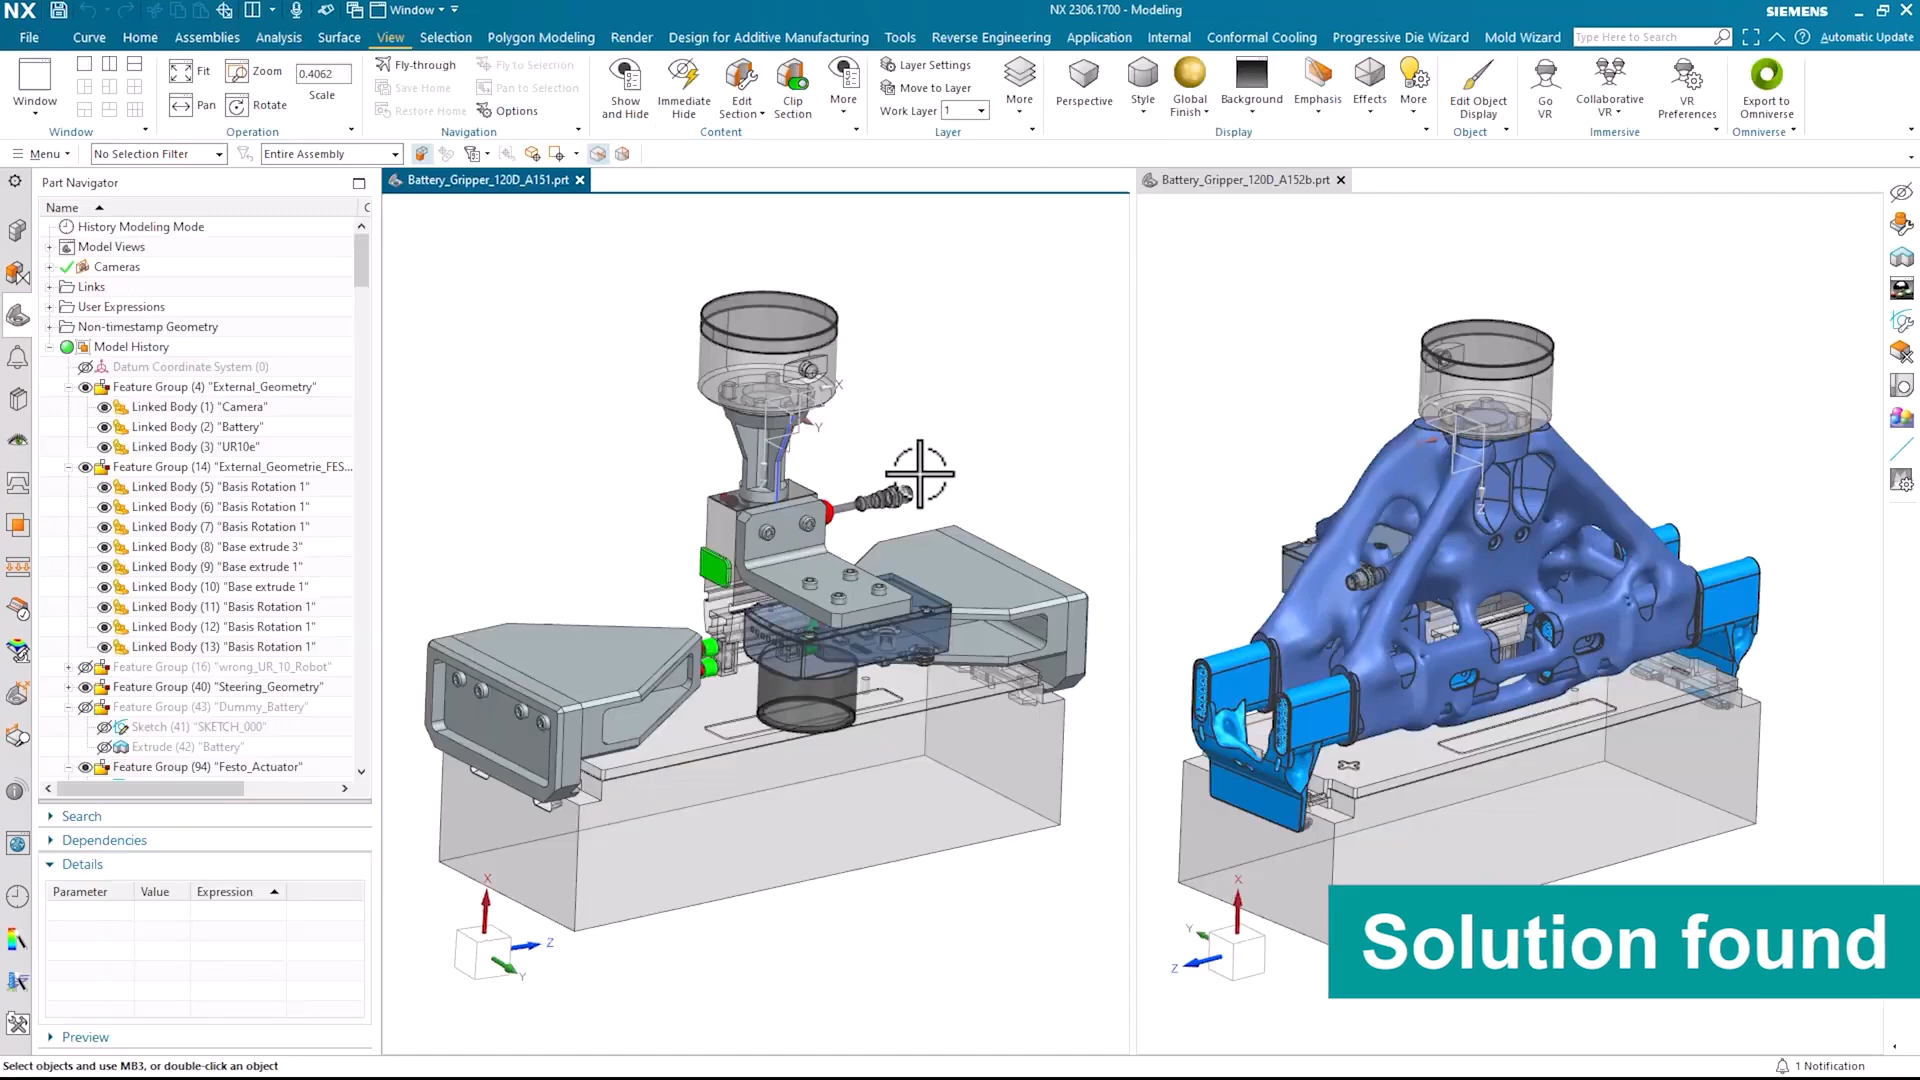 NX
Window
NX 2306.1700 - Modeling
SIEMENS
File Curve Home Assemblies Analysis Surface View Selection Polygon Modeling Render Design for Additive Manufacturing Tools Reverse Engineering Application Internal Conformal Cooling Progressive Die Wizard Mold Wizard Type Here to Search Automatic Update
Window
Window
Fit
Zoom
0.4062
Pan
Rotate
Scale
Operation
Fly-through
Fly to Selection
Save Home
Pan to Selection
Restore Home
Options
Navigation
Show and Hide
Immediate Hide
Edit Section
Clip Section
More
Content
Layer Settings
Move to Layer
Work Layer 1
More
Layer
Perspective
Style
Global Finish
Background
Emphasis
Effects
More
Display
Edit Object Display
Object
Go VR
Collaborative VR
VR Preferences
Immersive
Export to Omniverse
Omniverse
Menu
No Selection Filter
Entire Assembly
Part Navigator
Name
C
History Modeling Mode
Model Views
Cameras
Links
User Expressions
Non-timestamp Geometry
Model History
Datum Coordinate System (0)
Feature Group (4) "External_Geometry"
Linked Body (1) "Camera"
Linked Body (2) "Battery"
Linked Body (3) "UR10e"
Feature Group (14) "External_Geometrie_FES...
Linked Body (5) "Basis Rotation 1"
Linked Body (6) "Basis Rotation 1"
Linked Body (7) "Basis Rotation 1"
Linked Body (8) "Base extrude 3"
Linked Body (9) "Base extrude 1"
Linked Body (10) "Base extrude 1"
Linked Body (11) "Basis Rotation 1"
Linked Body (12) "Basis Rotation 1"
Linked Body (13) "Basis Rotation 1"
Feature Group (16) "wrong_UR_10_Robot"
Feature Group (40) "Steering_Geometry"
Feature Group (43) "Dummy_Battery"
Sketch (41) "SKETCH_000"
Extrude (42) "Battery"
Feature Group (94) "Festo_Actuator"
Search
Dependencies
Details
Parameter Value Expression
Preview
Battery_Gripper_120D_A151.prt
X
Y
X
Z
Y
Battery_Gripper_120D_A152b.prt
Z
X
Y
Z
Solution found
Select objects and use MB3, or double-click an object
1 Notification